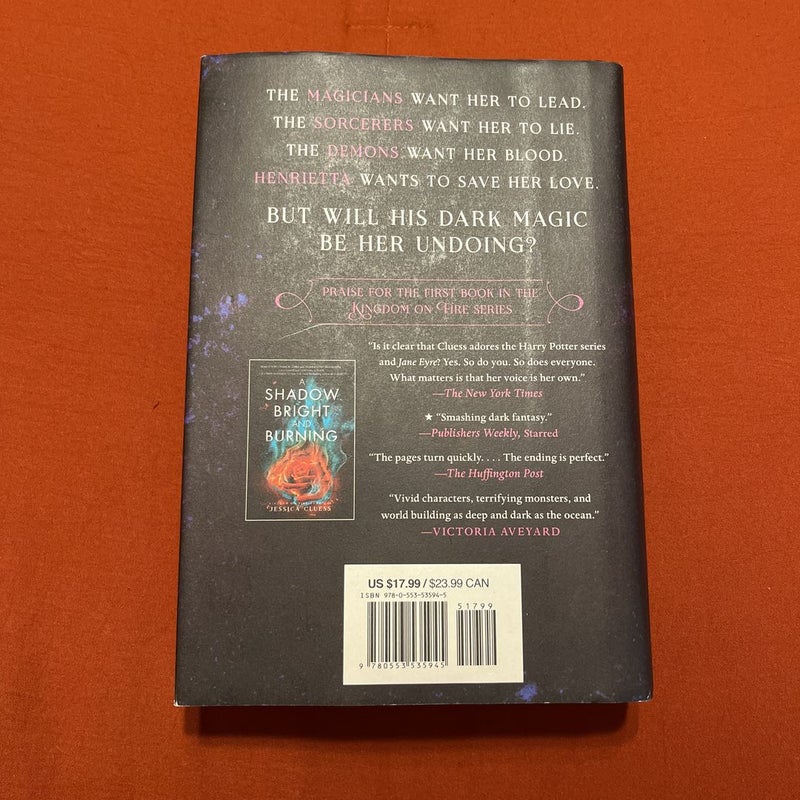 THE MAGICIANS WANT HER TO LEAD.
THE SORCERERS WANT HER TO LIE.
THE DEMONS WANT HER BLOOD.
HENRIETTA WANTS TO SAVE HER LOVE.
BUT WILL HIS DARK MAGIC
BE HER UNDOING?
PRAISE FOR THE FIRST BOOK IN THE
KINGDOM ON FIRE SERIES
“Is it clear that Cluess adores the Harry Potter series
and Jane Eyre? Yes. So do you. So does everyone.
What matters is that her voice is her own.”
—The New York Times
★ “Smashing dark fantasy.”
—Publishers Weekly, Starred
“The pages turn quickly. . . . The ending is perfect.”
—The Huffington Post
“Vivid characters, terrifying monsters, and
world building as deep and dark as the ocean.”
—VICTORIA AVEYARD
A
SHADOW
BRIGHT
AND
BURNING
JESSICA CLUESS
US $17.99 / $23.99 CAN
ISBN 978-0-553-53594-5
51799
9 780553 535945